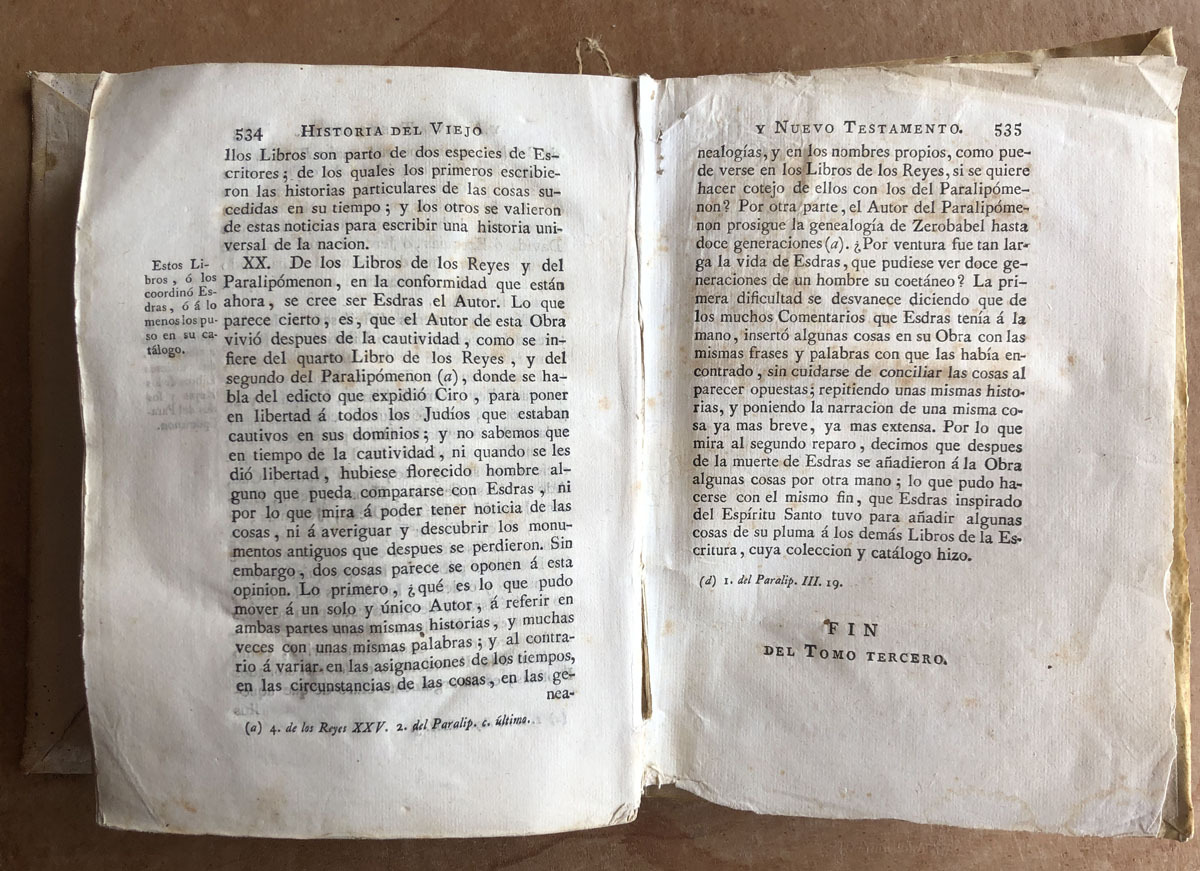 534 HISTORIA DEL VIEJO
llos Libros son parto de dos especies de Es-
critores; de los quales los primeros escribie-
ron las historias particulares de las cosas su-
cedidas en su tiempo; y los otros se valieron
de estas noticias para escribir una historia uni-
versal de la nacion.
Estos Li-
bros, ó los
coordinó Es-
dras, ó á lo
menos los pu-
so en su ca-
tálogo.
XX. De los Libros de los Reyes y del
Paralipómenon, en la conformidad que están
ahora, se cree ser Esdras el Autor. Lo que
parece cierto, es, que el Autor de esta Obra
vivió despues de la cautividad, como se in-
fiere del quarto Libro de los Reyes, y del
segundo del Paralipómenon (a), donde se ha-
bla del edicto que expidió Ciro, para poner
en libertad á todos los Judíos que estaban
cautivos en sus dominios; y no sabemos que
en tiempo de la cautividad, ni quando se les
dió libertad, hubiese florecido hombre al-
guno que pueda compararse con Esdras, ni
por lo que mira á poder tener noticia de las
cosas, ni á averiguar y descubrir los monu-
mentos antiguos que despues se perdieron. Sin
embargo, dos cosas parece se oponen á esta
opinion. Lo primero, ¿qué es lo que pudo
mover á un solo y único Autor, á referir en
ambas partes unas mismas historias, y muchas
veces con unas mismas palabras; y al contra-
rio á variar en las asignaciones de los tiempos,
en las circunstancias de las cosas, en las ge-
nea-
(a) 4. de los Reyes XXV. 2. del Paralip. c. último.
Y NUEVO TESTAMENTO. 535
nealogías, y en los nombres propios, como pue-
de verse en los Libros de los Reyes, si se quiere
hacer cotejo de ellos con los del Paralipóme-
non? Por otra parte, el Autor del Paralipóme-
non prosigue la genealogía de Zerobabel hasta
doce generaciones (a). ¿Por ventura fue tan lar-
ga la vida de Esdras, que pudiese ver doce ge-
neraciones de un hombre su coetáneo? La pri-
mera dificultad se desvanece diciendo que de
los muchos Comentarios que Esdras tenía á la
mano, insertó algunas cosas en su Obra con las
mismas frases y palabras con que las había en-
contrado, sin cuidarse de conciliar las cosas al
parecer opuestas; repitiendo unas mismas histo-
rias, y poniendo la narracion de una misma co-
sa ya mas breve, ya mas extensa. Por lo que
mira al segundo reparo, decimos que despues
de la muerte de Esdras se añadieron á la Obra
algunas cosas por otra mano; lo que pudo ha-
cerse con el mismo fin, que Esdras inspirado
del Espíritu Santo tuvo para añadir algunas
cosas de su pluma á los demás Libros de la Es-
critura, cuya coleccion y catálogo hizo.
(d) 1. del Paralip. III. 19.
FIN
DEL TOMO TERCERO.